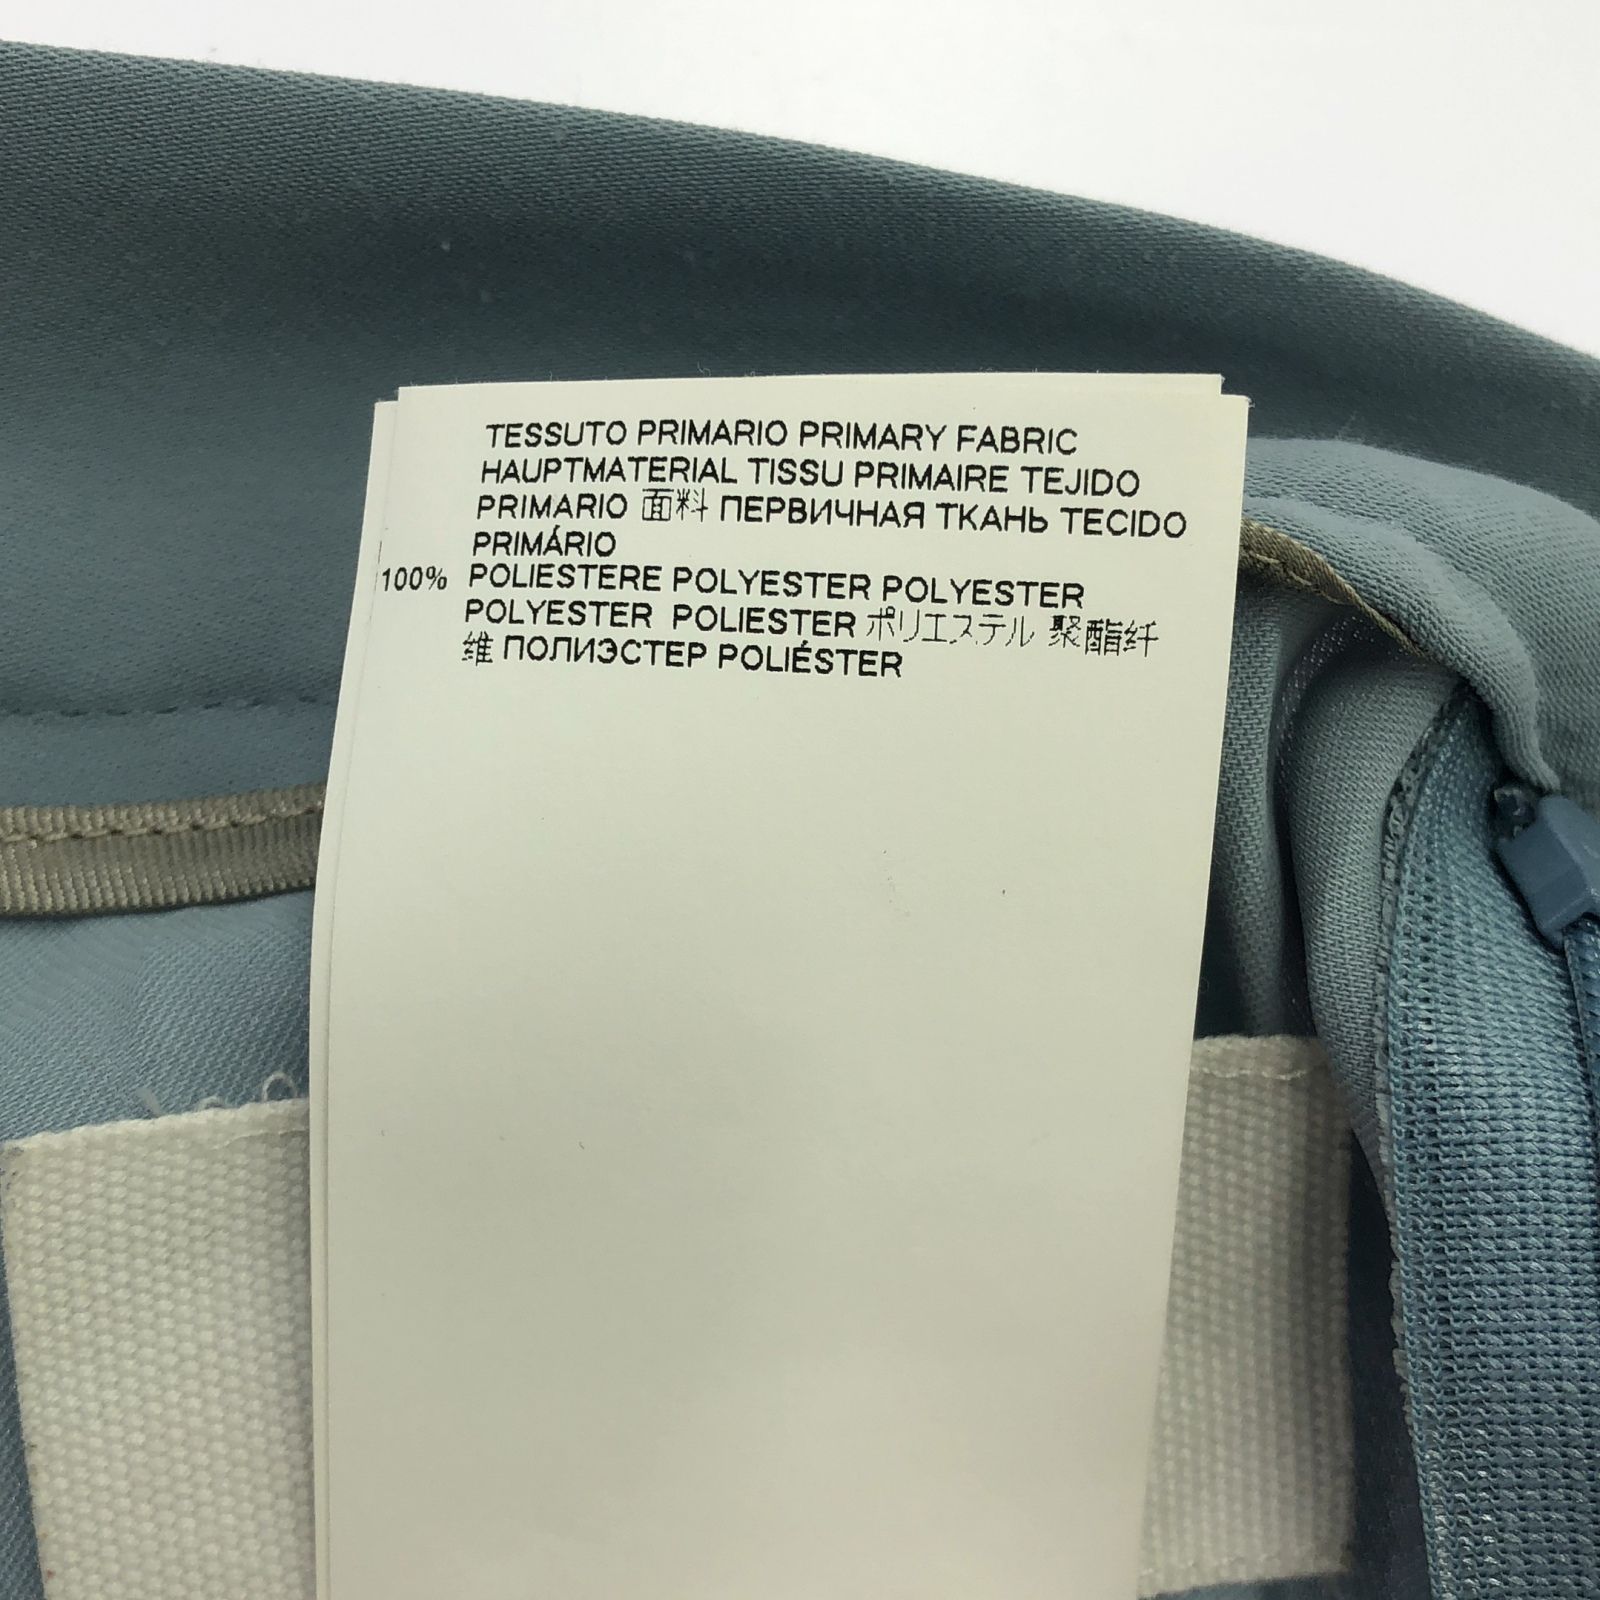 TESSUTO PRIMARIO PRIMARY FABRIC
HAUPTMATERIAL TISSU PRIMAIRE TEJIDO
PRIMARIO 面料 ПЕРВИЧНАЯ ТКАНЬ TECIDO
PRIMÁRIO
100% POLIESTERE POLYESTER POLYESTER
POLYESTER POLIESTER ポリエステル 聚酯纤
维 ПОЛИЭСТЕР POLIÉSTER